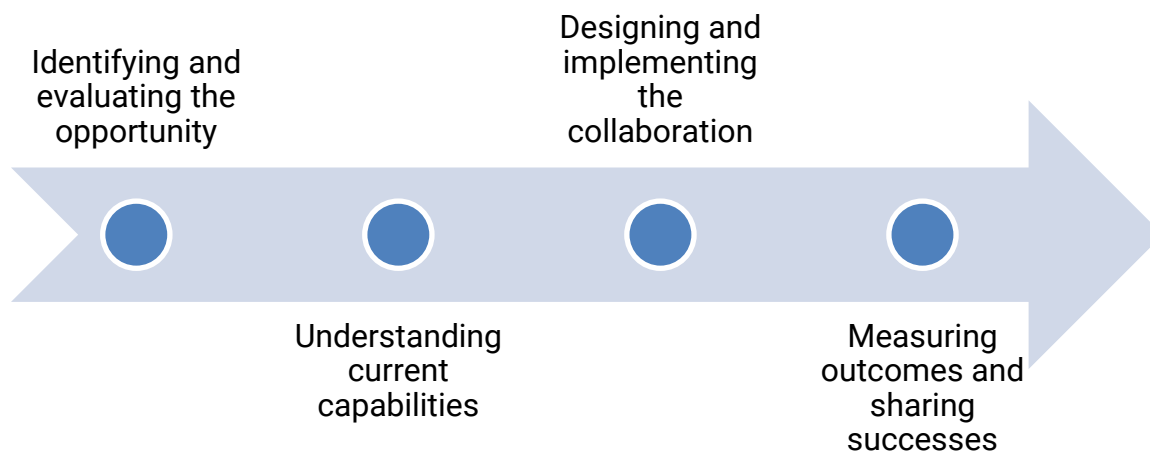 Identifying and
evaluating the
opportunity
Understanding
current
capabilities
Designing and
implementing
the
collaboration
Measuring
outcomes and
sharing
successes